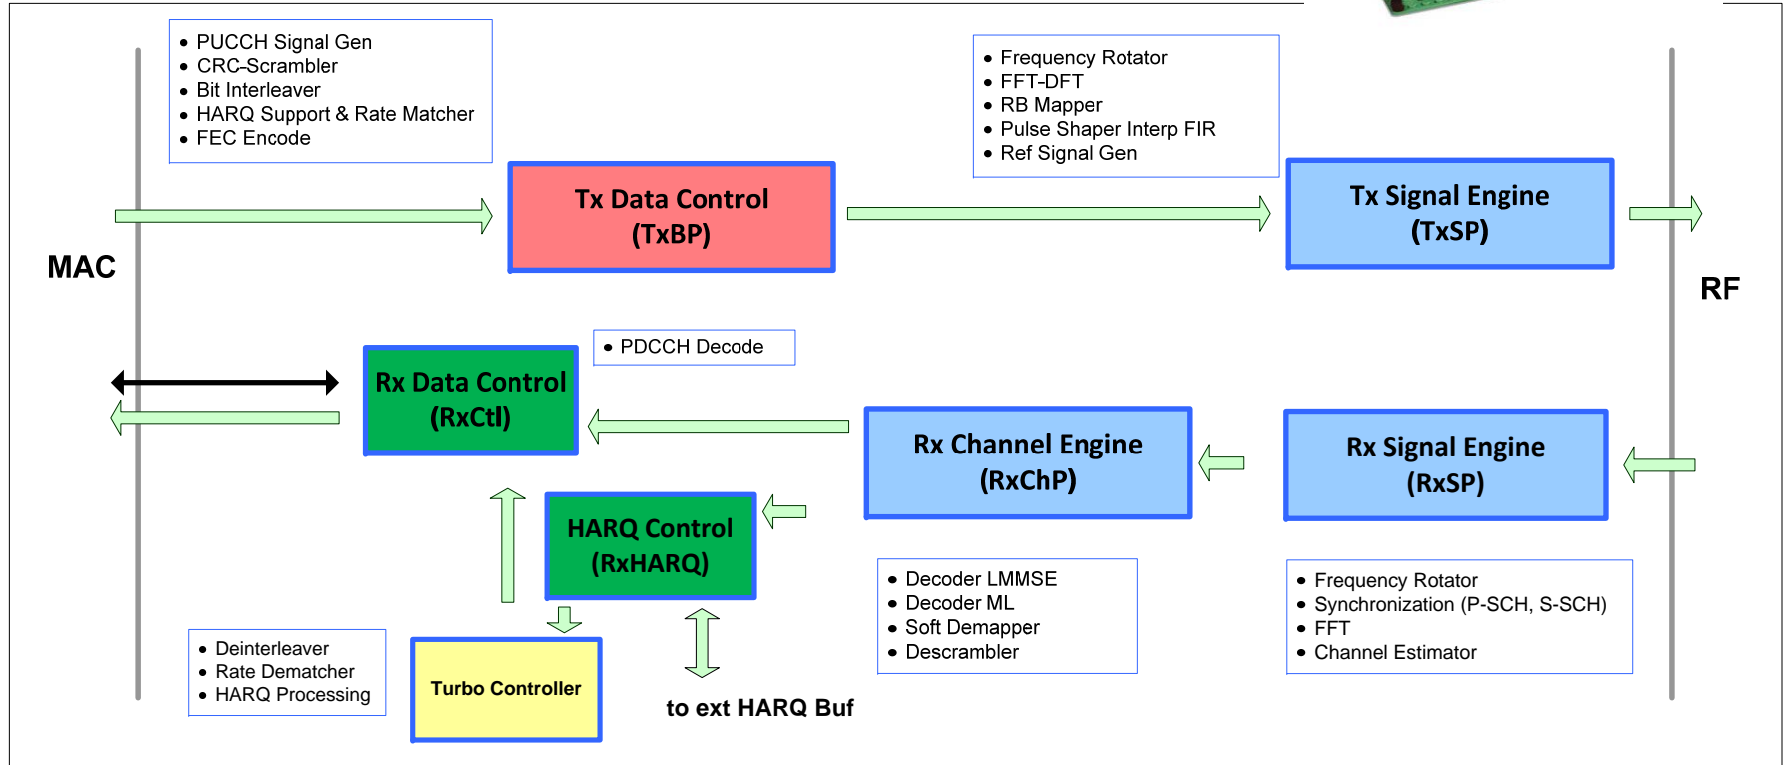 • PUCCH Signal Gen
• CRC-Scrambler
• Bit Interleaver
• HARQ Support & Rate Matcher
• FEC Encode
• Frequency Rotator
• FFT-DFT
• RB Mapper
• Pulse Shaper Interp FIR
• Ref Signal Gen
Tx Data Control
(TxBP)
Tx Signal Engine
(TxSP)
MAC
RF
• PDCCH Decode
Rx Data Control
(RxCtl)
Rx Channel Engine
(RxChP)
Rx Signal Engine
(RxSP)
HARQ Control
(RxHARQ)
• Decoder LMMSE
• Decoder ML
• Soft Demapper
• Descrambler
• Frequency Rotator
• Synchronization (P-SCH, S-SCH)
• FFT
• Channel Estimator
• Deinterleaver
• Rate Dematcher
• HARQ Processing
Turbo Controller
to ext HARQ Buf